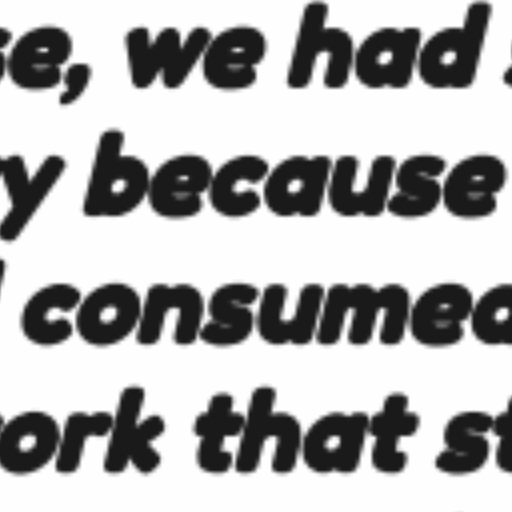 se, we had
y because
consumed
ork that st